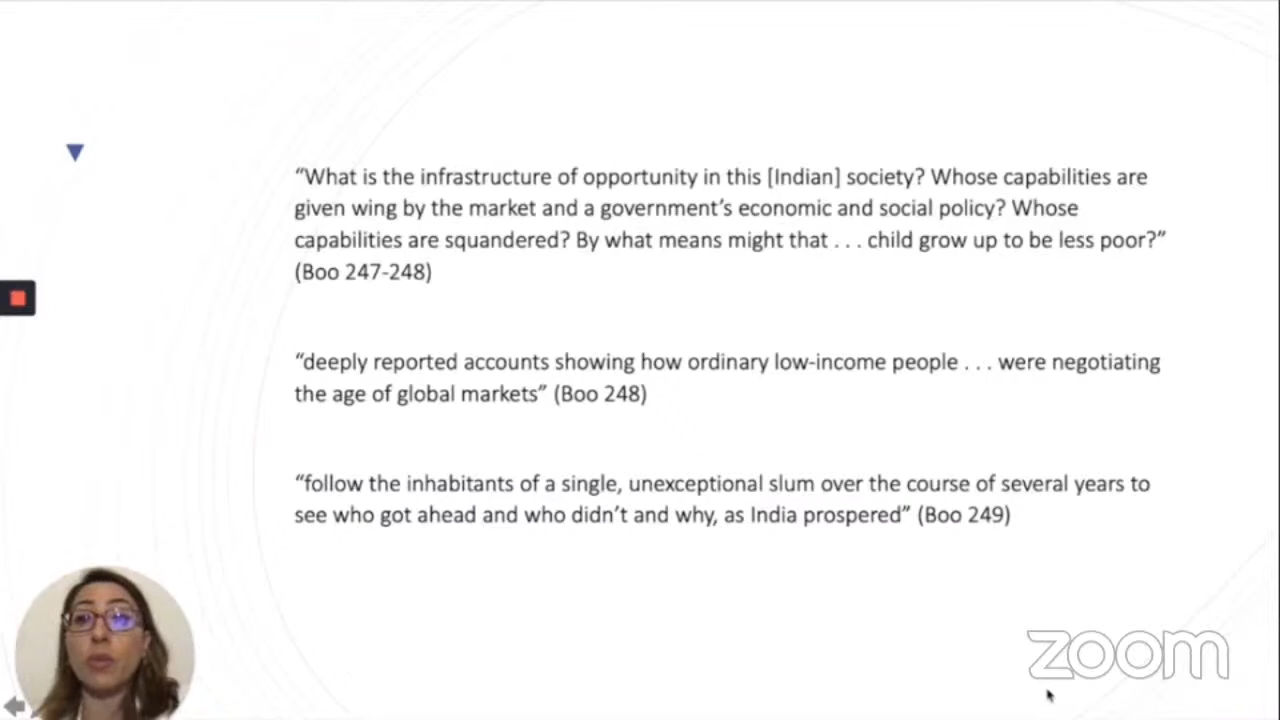 “What is the infrastructure of opportunity in this [Indian] society? Whose capabilities are
given wing by the market and a government’s economic and social policy? Whose
capabilities are squandered? By what means might that . . . child grow up to be less poor?”
(Boo 247-248)
“deeply reported accounts showing how ordinary low-income people . . . were negotiating
the age of global markets” (Boo 248)
“follow the inhabitants of a single, unexceptional slum over the course of several years to
see who got ahead and who didn’t and why, as India prospered” (Boo 249)
zoom